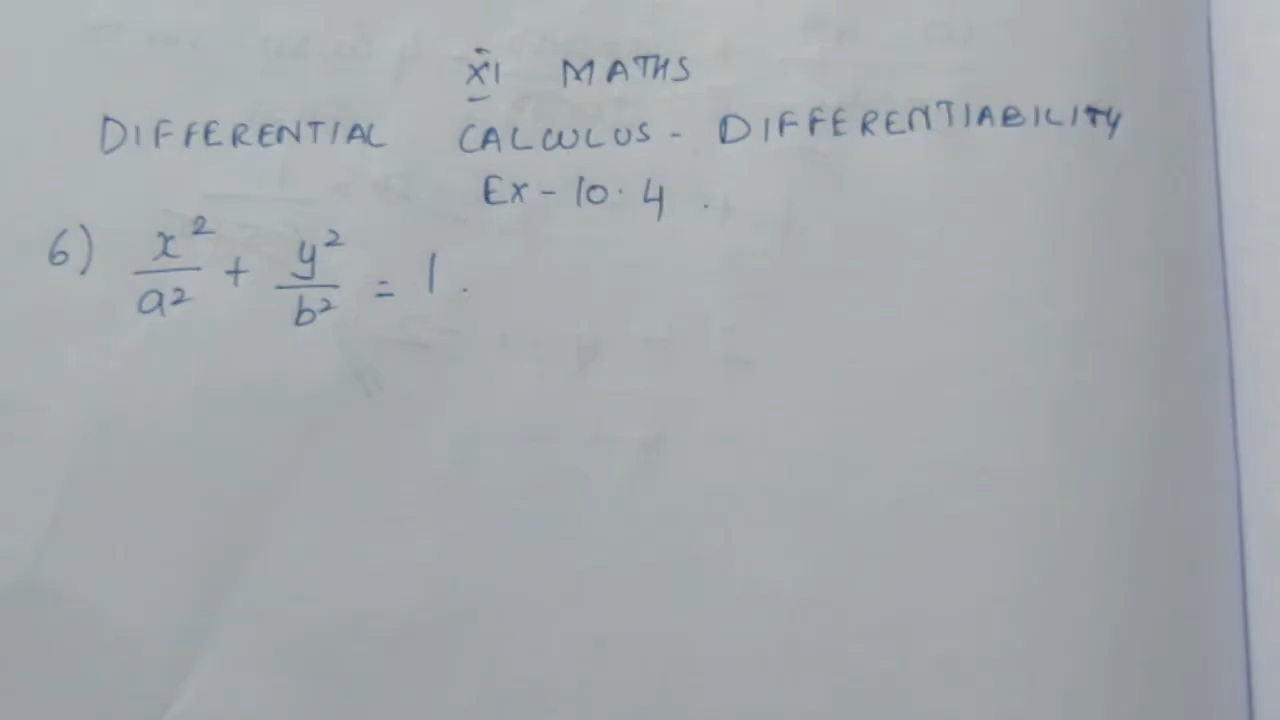 XI MATHS
DIFFERENTIAL CALCULUS - DIFFERENTIABILITY
Ex - 10.4.
6) x²/a² + y²/b² = 1.